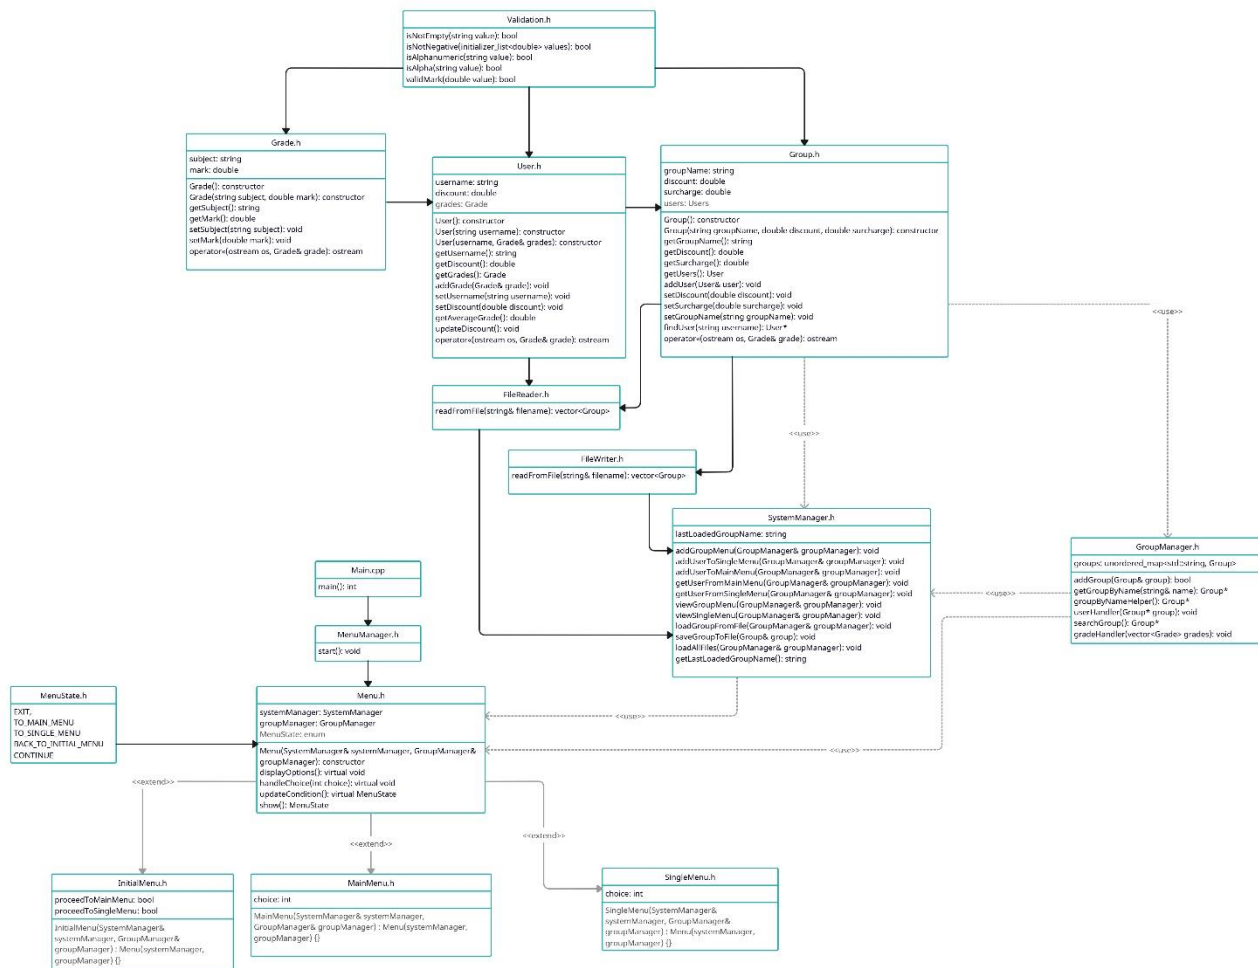 Validation.h
isNotEmpty(string value): bool
isNotNegative(initializer_list<double> values): bool
isAlphanumeric(string value): bool
isAlpha(string value): bool
validMark(double value): bool
Grade.h
subject: string
mark: double
Grade(): constructor
Grade(string subject, double mark): constructor
getSubject(): string
getMark(): double
setSubject(string subject): void
setMark(double mark): void
operator«(ostream os, Grade& grade): ostream
User.h
username: string
discount: double
grades: Grade
User(): constructor
User(string username): constructor
User(username, Grade& grades): constructor
getUsername(): string
getDiscount(): double
getGrades(): Grade
addGrade(Grade& grade): void
setUsername(string username): void
setDiscount(double discount): void
getAverageGrade(): double
updateDiscount(): void
operator«(ostream os, Grade& grade): ostream
Group.h
groupName: string
discount: double
surcharge: double
users: Users
Group(): constructor
Group(string groupName, double discount, double surcharge): constructor
getGroupName(): string
getDiscount(): double
getSurcharge(): double
getUsers(): User
addUser(User& user): void
setDiscount(double discount): void
setSurcharge(double surcharge): void
setGroupName(string groupName): void
findUser(string username): User*
operator«(ostream os, Grade& grade): ostream
<<use>>
FileReader.h
readFromFile(string& filename): vector<Group>
<<use>>
FileWriter.h
readFromFile(string& filename): vector<Group>
SystemManager.h
lastLoadedGroupName: string
addGroupMenu(GroupManager& groupManager): void
addUserToSingleMenu(GroupManager& groupManager): void
addUserToMainMenu(GroupManager& groupManager): void
getUserFromMainMenu(GroupManager& groupManager): void
getUserFromSingleMenu(GroupManager& groupManager): void
viewGroupMenu(GroupManager& groupManager): void
viewSingleMenu(GroupManager& groupManager): void
loadGroupFromFile(GroupManager& groupManager): void
saveGroupToFile(Group& group): void
loadAllFiles(GroupManager& groupManager): void
getLastLoadedGroupName(): string
<<use>>
GroupManager.h
groups: unordered_map<std::string, Group>
addGroup(Group& group): bool
getGroupByName(string& name): Group*
groupByNameHelper(): Group*
userHandler(Group* group): void
searchGroup(): Group*
gradeHandler(vector<Grade> grades): void
Main.cpp
main(): int
MenuManager.h
start(): void
MenuState.h
EXIT,
TO_MAIN_MENU
TO_SINGLE_MENU
BACK_TO_INITIAL_MENU
CONTINUE
Menu.h
systemManager: SystemManager
groupManager: GroupManager
MenuState: enum
Menu(SystemManager& systemManager, GroupManager&
groupManager): constructor
displayOptions(): virtual void
handleChoice(int choice): virtual void
updateCondition(): virtual MenuState
show(): MenuState
<<use>>
<<use>>
<<extend>>
<<extend>>
<<extend>>
InitialMenu.h
proceedToMainMenu: bool
proceedToSingleMenu: bool
InitialMenu(SystemManager&
systemManager, GroupManager&
groupManager) : Menu(systemManager,
groupManager) {}
MainMenu.h
choice: int
MainMenu(SystemManager& systemManager,
GroupManager& groupManager) : Menu(systemManager,
groupManager) {}
SingleMenu.h
choice: int
SingleMenu(SystemManager&
systemManager, GroupManager&
groupManager) : Menu(systemManager,
groupManager) {}